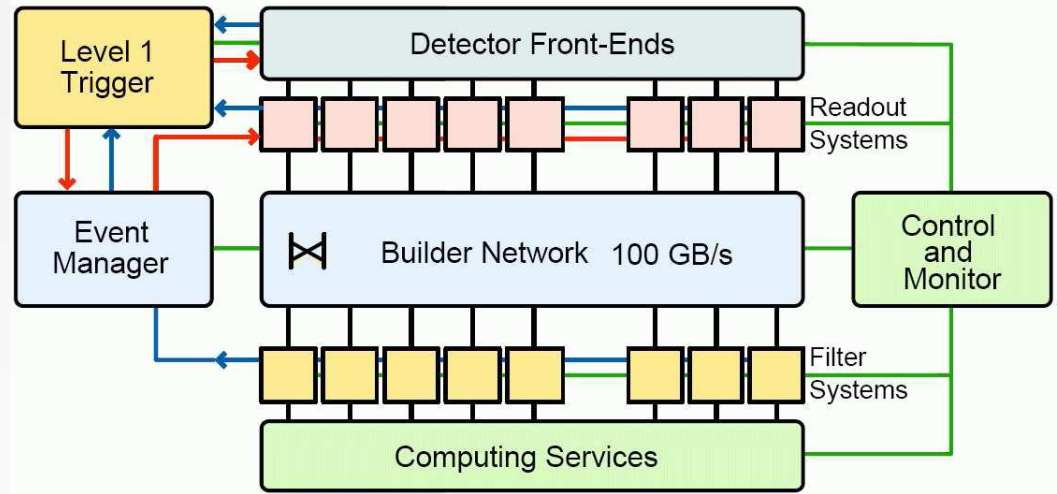 Level 1
Trigger
Detector Front-Ends
Readout
Systems
Event
Manager
Builder Network 100 GB/s
Control
and
Monitor
Filter
Systems
Computing Services